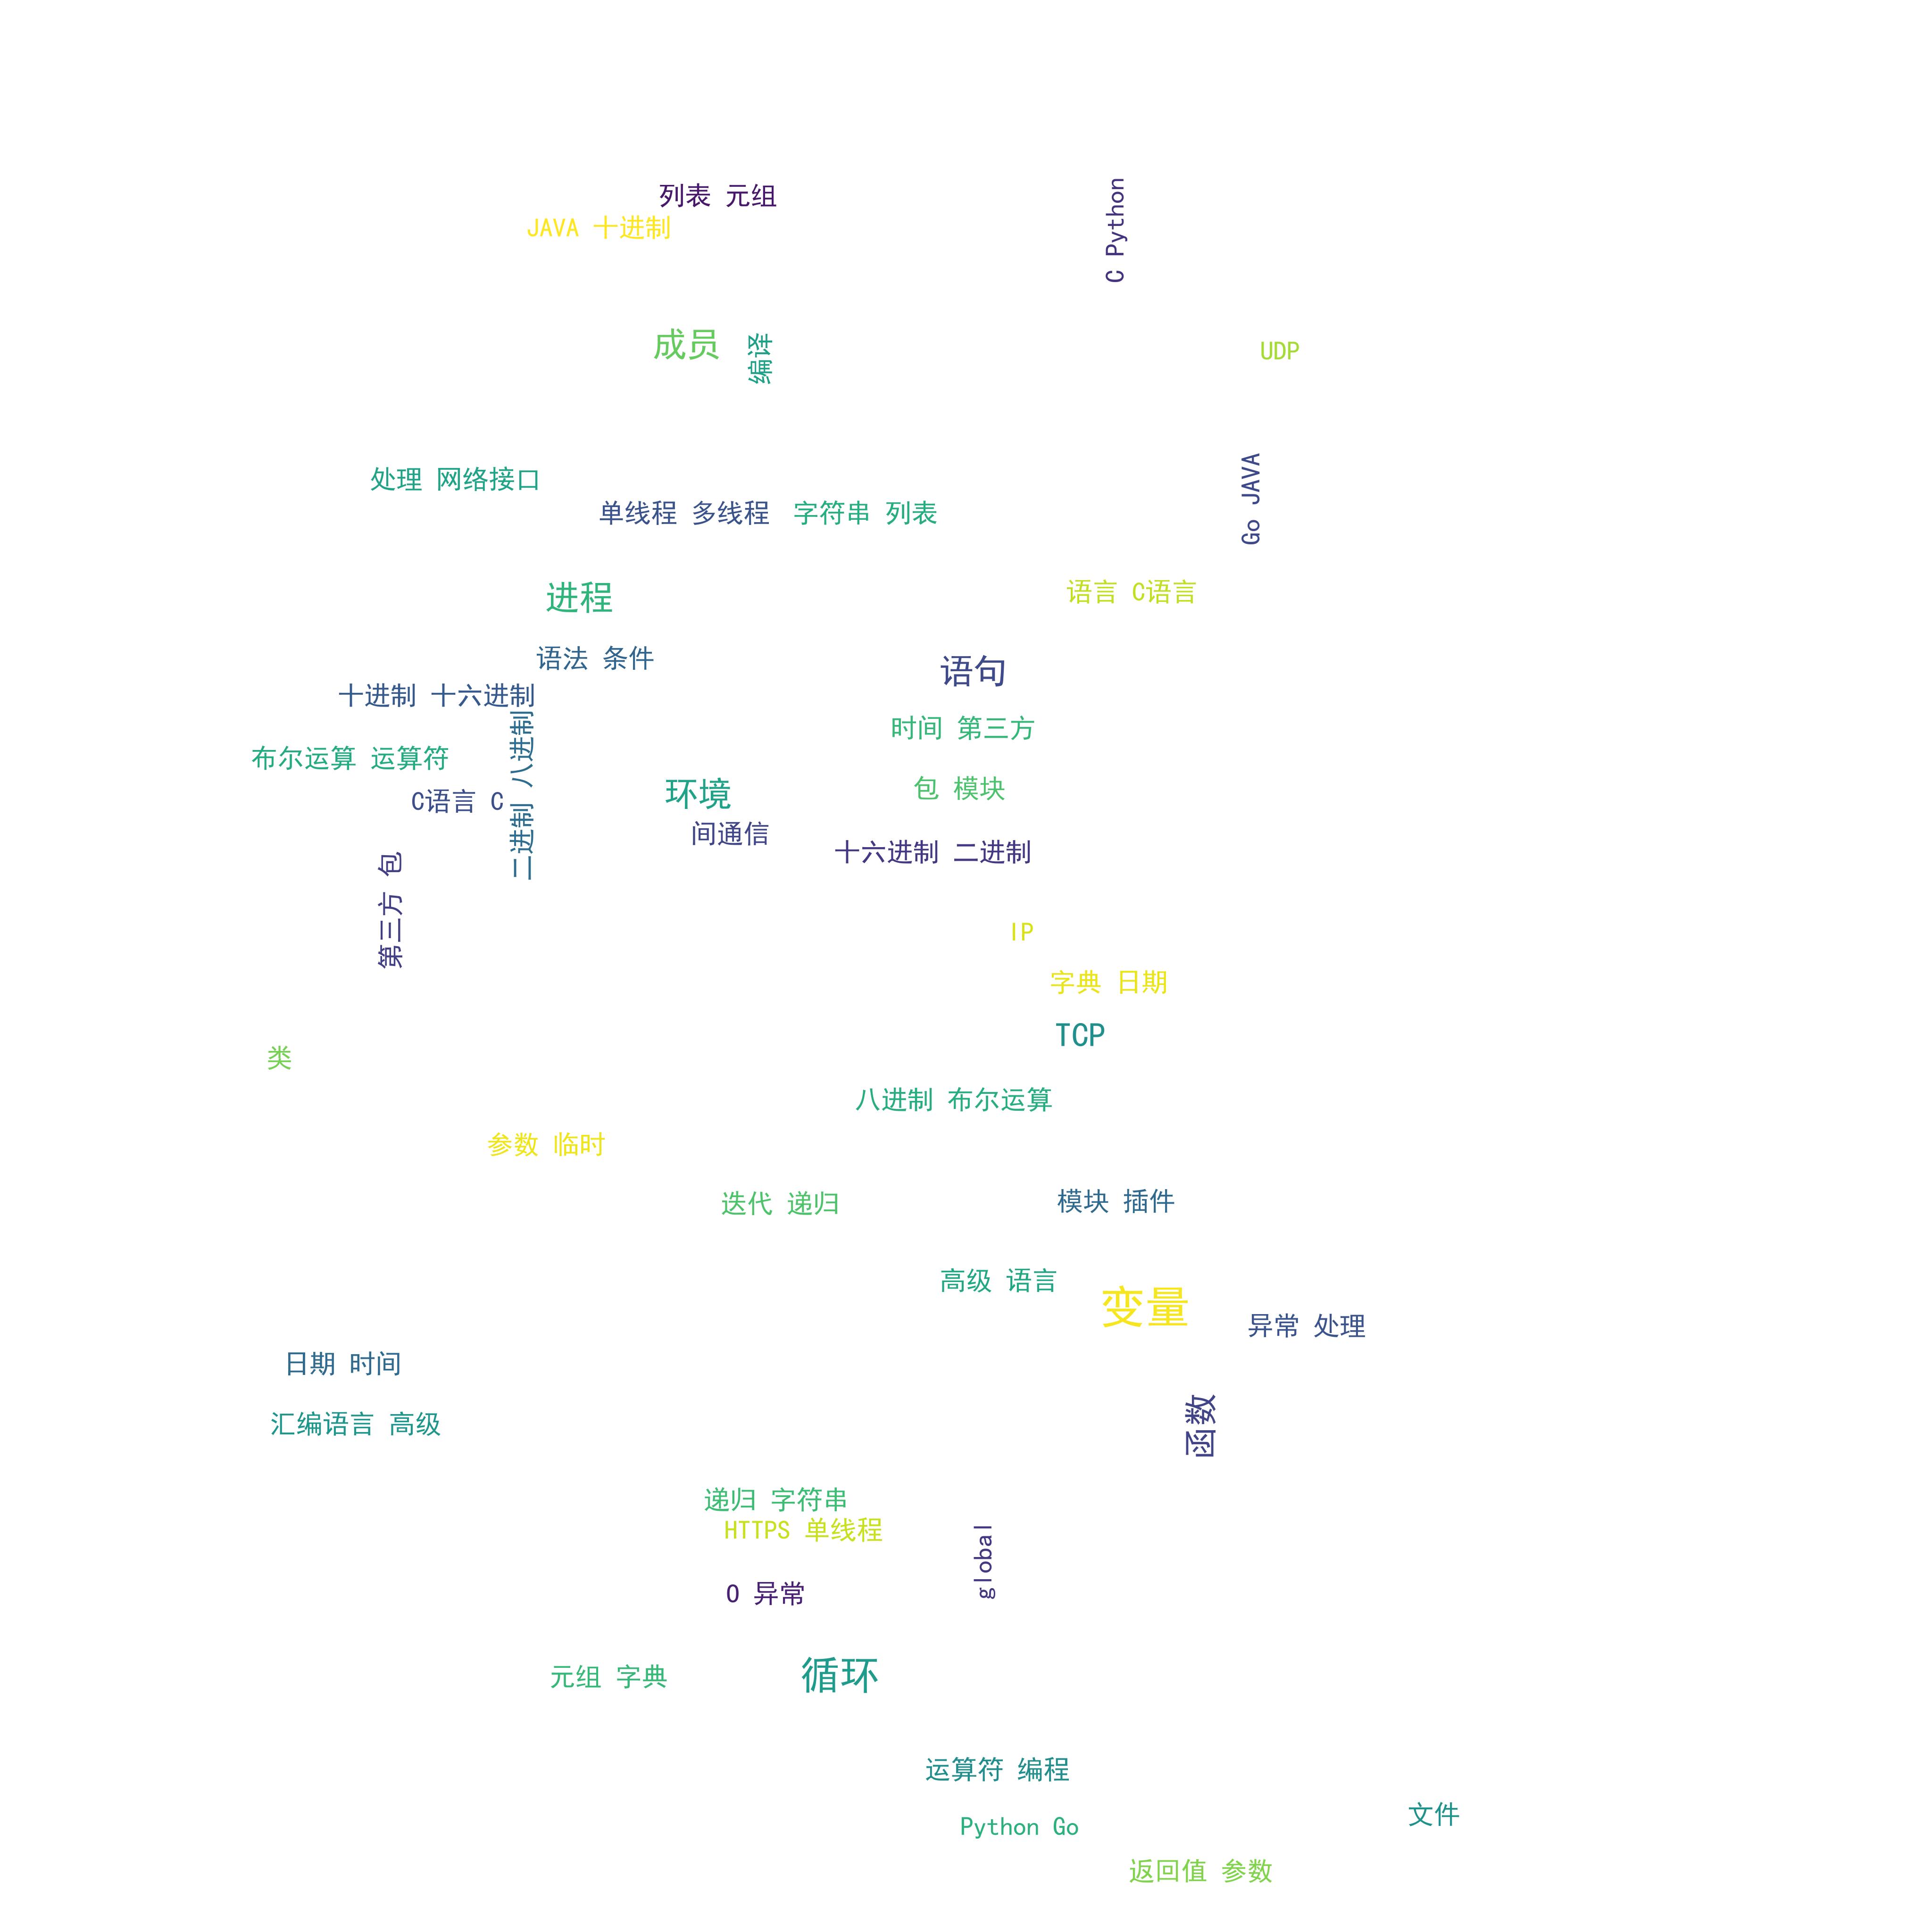 列表 元组
C Python
JAVA 十进制
成员
编译
UDP
处理 网络接口
Go JAVA
单线程 多线程
字符串 列表
进程
语言 C语言
语法 条件
语句
十进制 十六进制
时间 第三方
布尔运算 运算符
二进制 八进制
环境
包 模块
C语言 C
间通信
十六进制 二进制
第三方 包
IP
字典 日期
TCP
类
八进制 布尔运算
参数 临时
迭代 递归
模块 插件
高级 语言
变量
异常 处理
日期 时间
汇编语言 高级
函数
递归 字符串
HTTPS 单线程
global
O 异常
元组 字典
循环
运算符 编程
文件
Python Go
返回值 参数